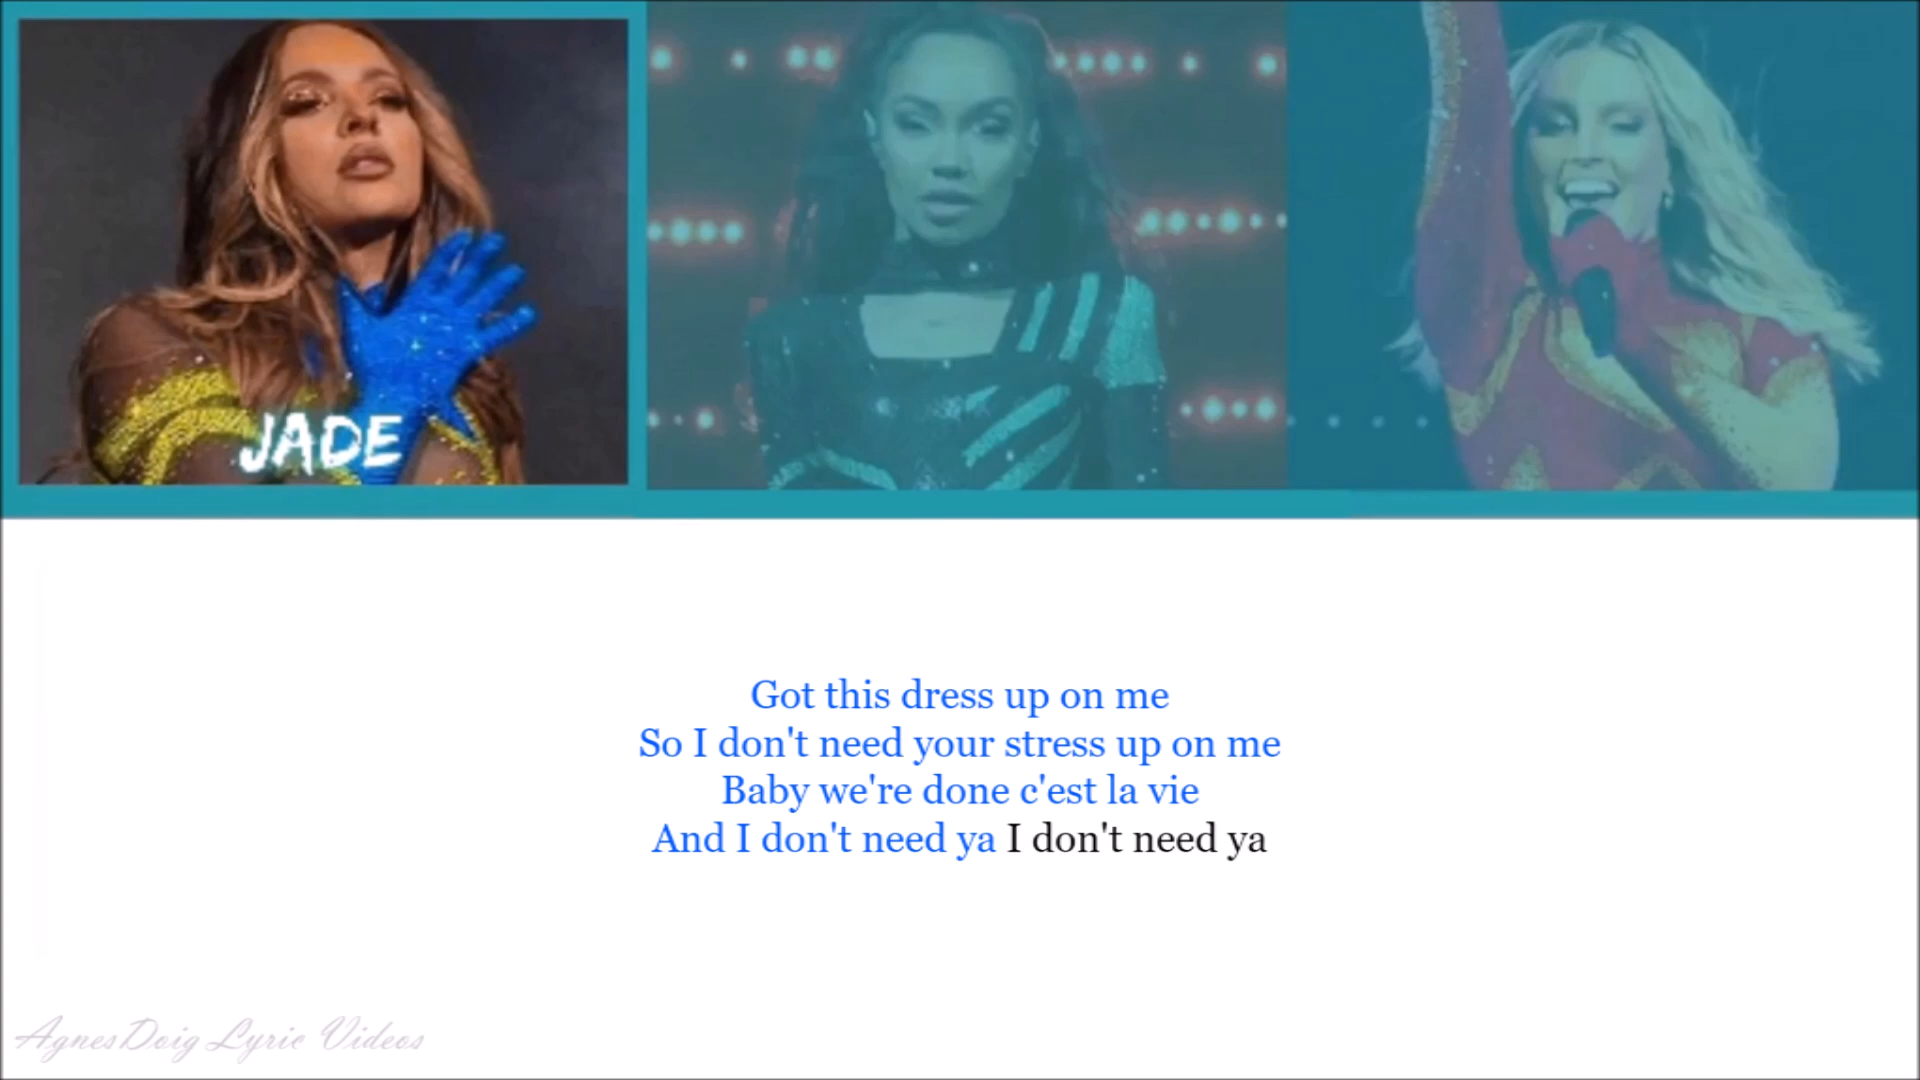 JADE
Got this dress up on me
So I don't need your stress up on me
Baby we're done c'est la vie
And I don't need ya I don't need ya
AgnesDoig Lyric Videos